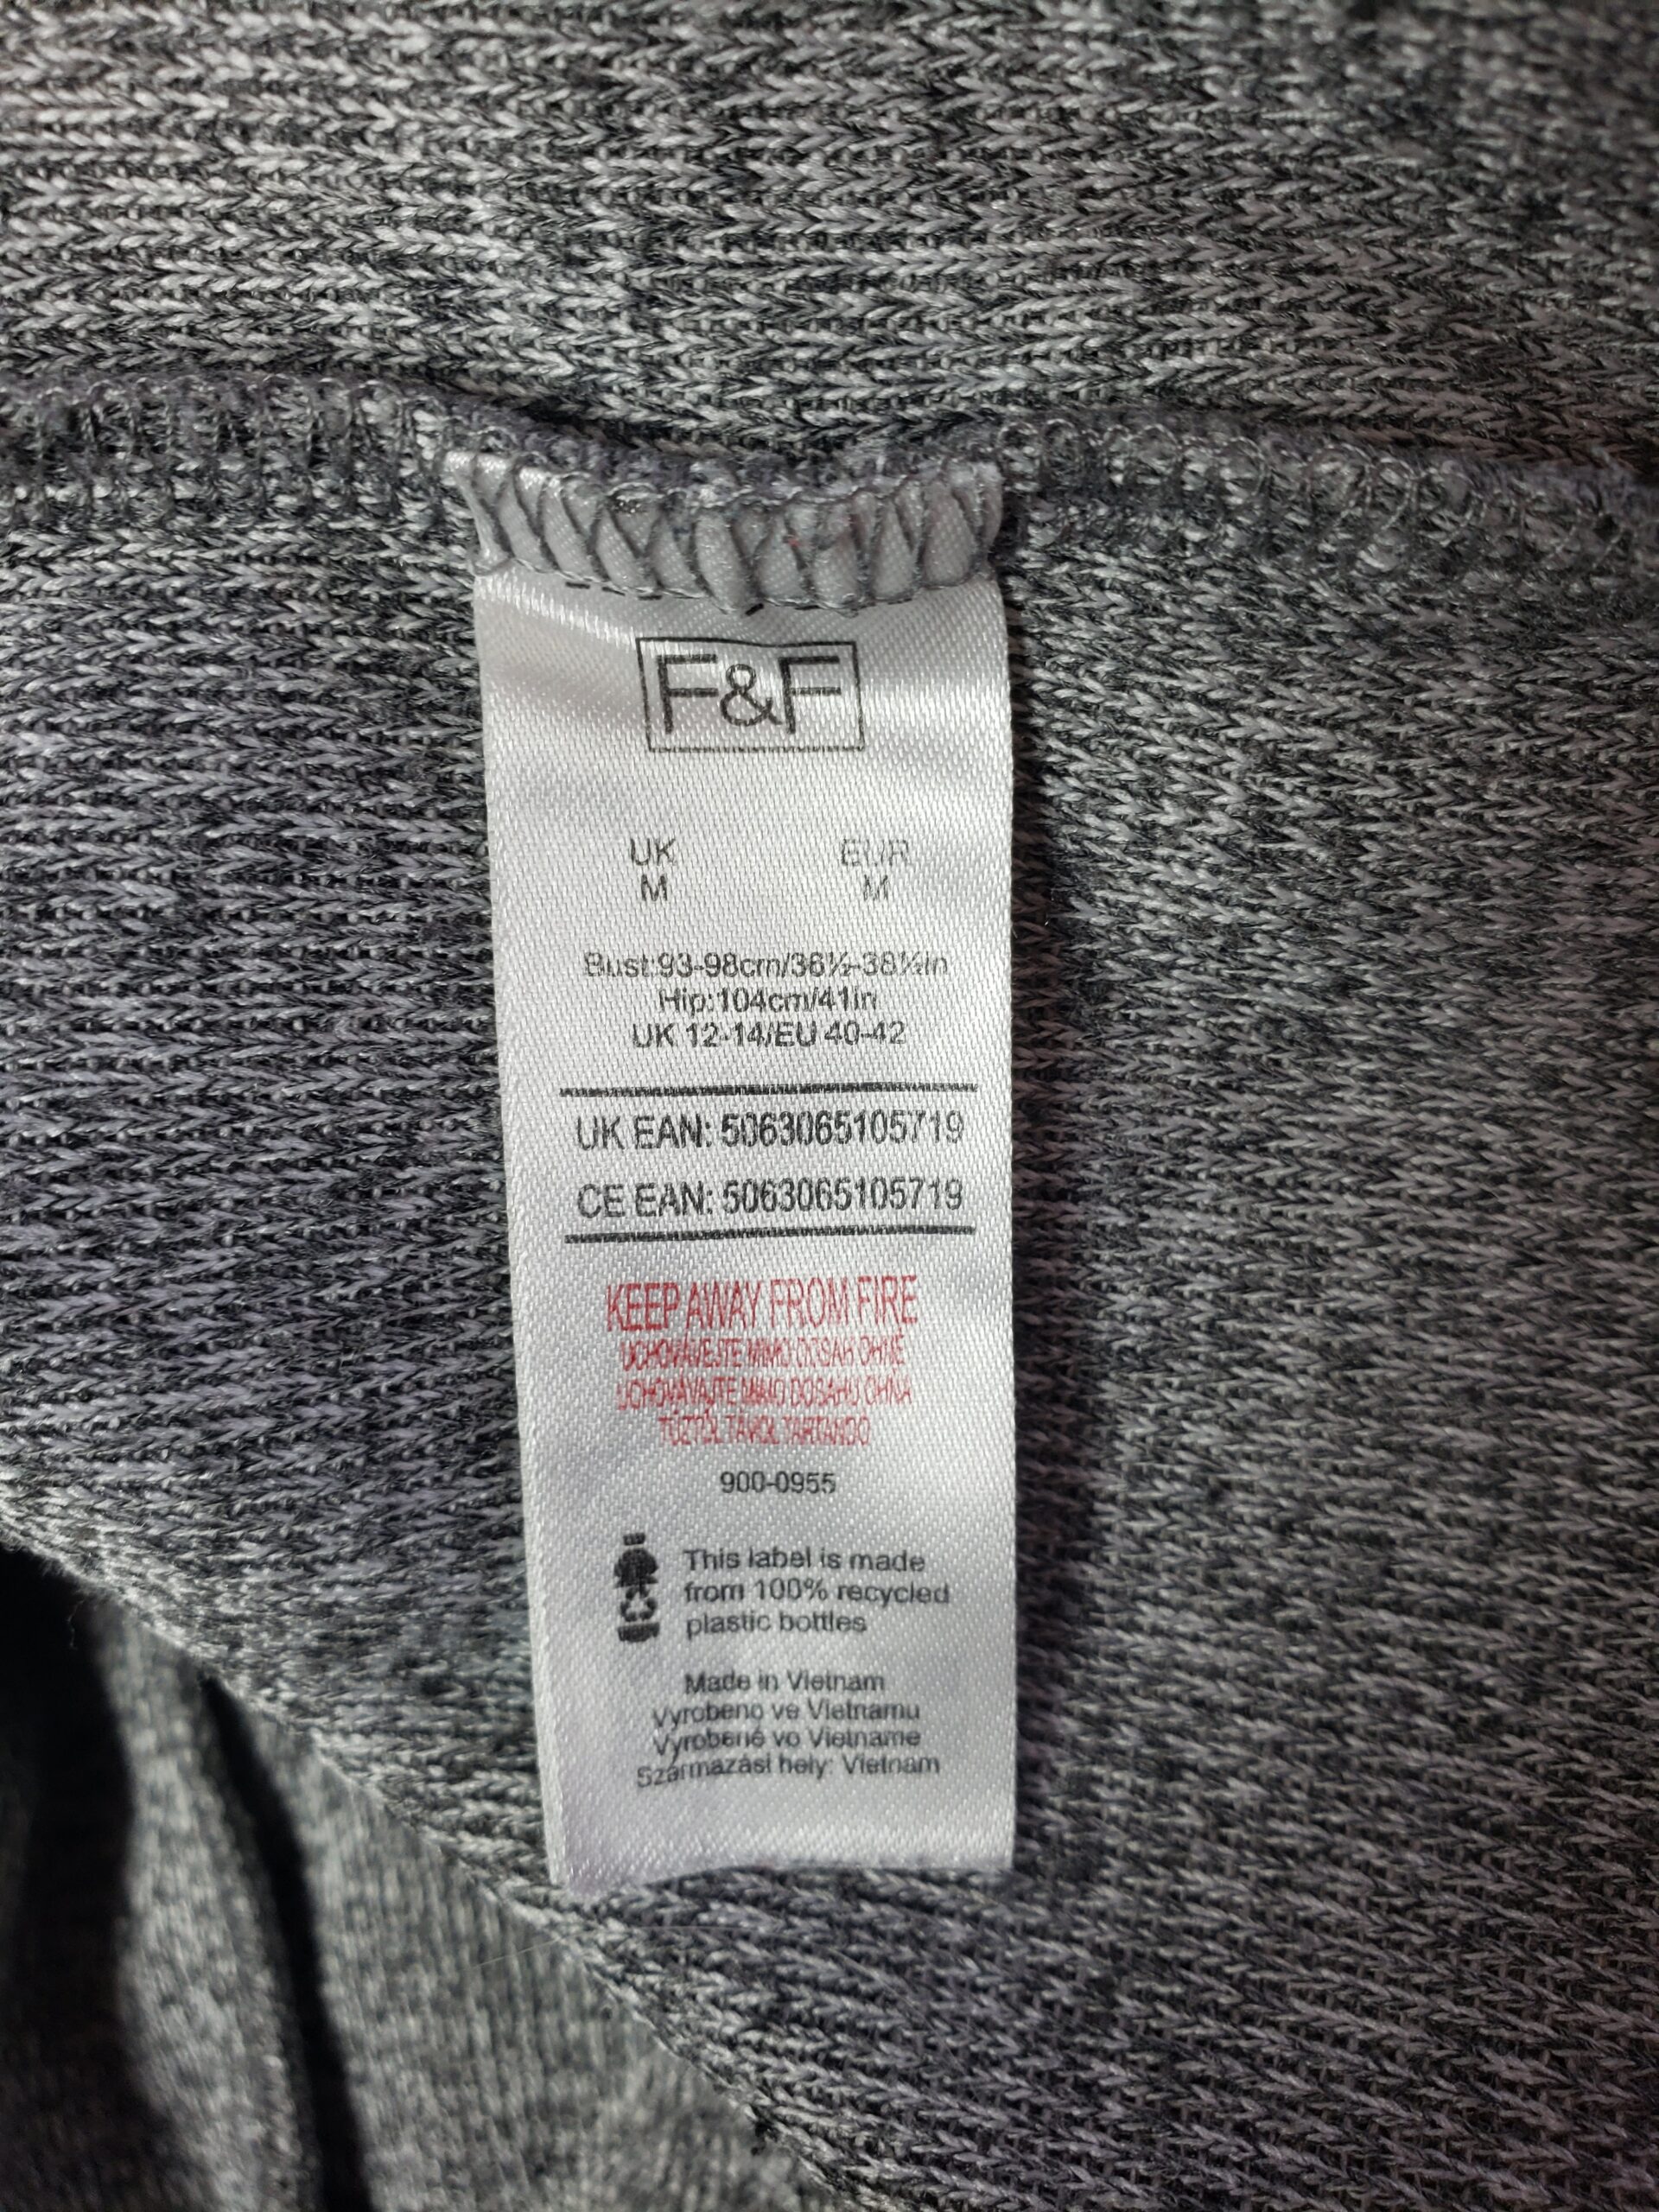 F&F
UK EUR
M M
Bust:93-98cm/36½-38½in
Hip:104cm/41in
UK 12-14/EU 40-42
UK EAN: 5063065105719
CE EAN: 5063065105719
KEEP AWAY FROM FIRE
UCHOVÁVEJTE MIMO DOSAH OHNĚ
UCHOVÁVAJTE MIMO DOSAHU OHŇA
TŰZTŐL TÁVOL TARTANDÓ
900-0955
This label is made
from 100% recycled
plastic bottles
Made in Vietnam
Vyrobeno ve Vietnamu
Vyrobené vo Vietname
Származási hely: Vietnam